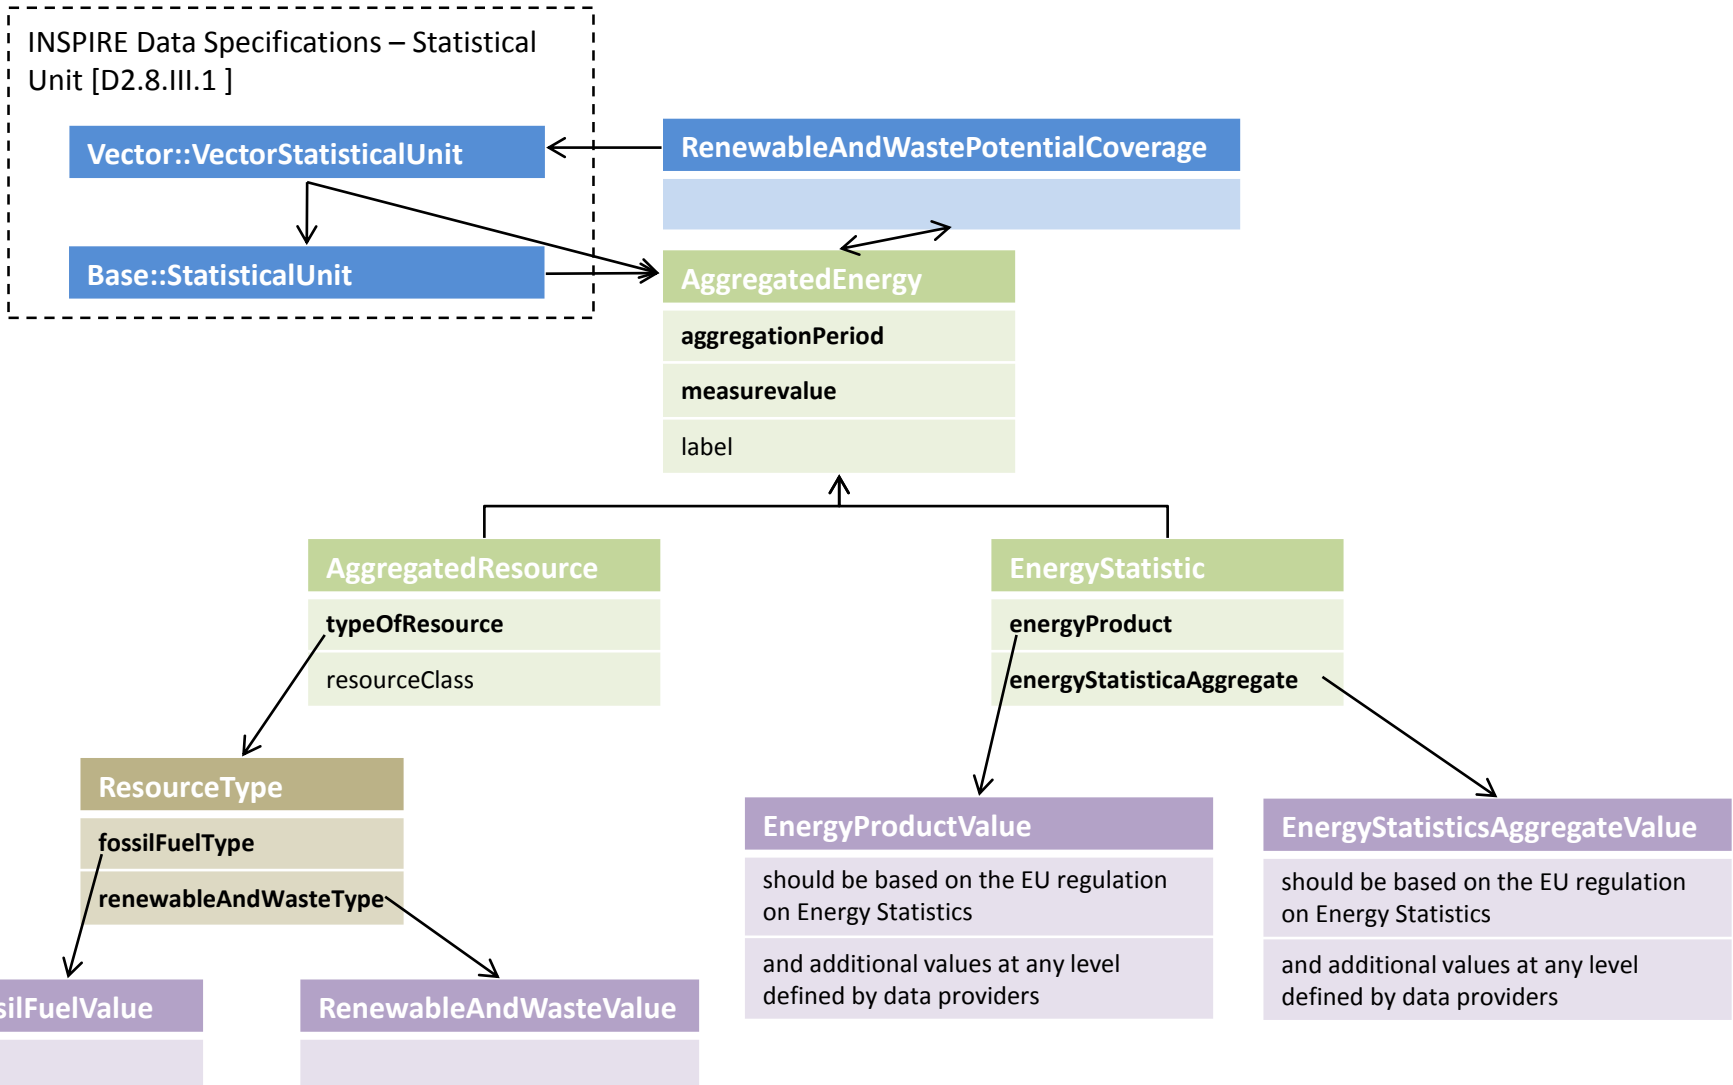 INSPIRE Data Specifications – Statistical
Unit [D2.8.III.1 ]
Vector::VectorStatisticalUnit
RenewableAndWastePotentialCoverage
Base::StatisticalUnit
AggregatedEnergy
aggregationPeriod
measurevalue
label
AggregatedResource
typeOfResource
resourceClass
EnergyStatistic
energyProduct
energyStatisticaAggregate
ResourceType
fossilFuelType
renewableAndWasteType
EnergyProductValue
should be based on the EU regulation
on Energy Statistics
and additional values at any level
defined by data providers
EnergyStatisticsAggregateValue
should be based on the EU regulation
on Energy Statistics
and additional values at any level
defined by data providers
silFuelValue
RenewableAndWasteValue